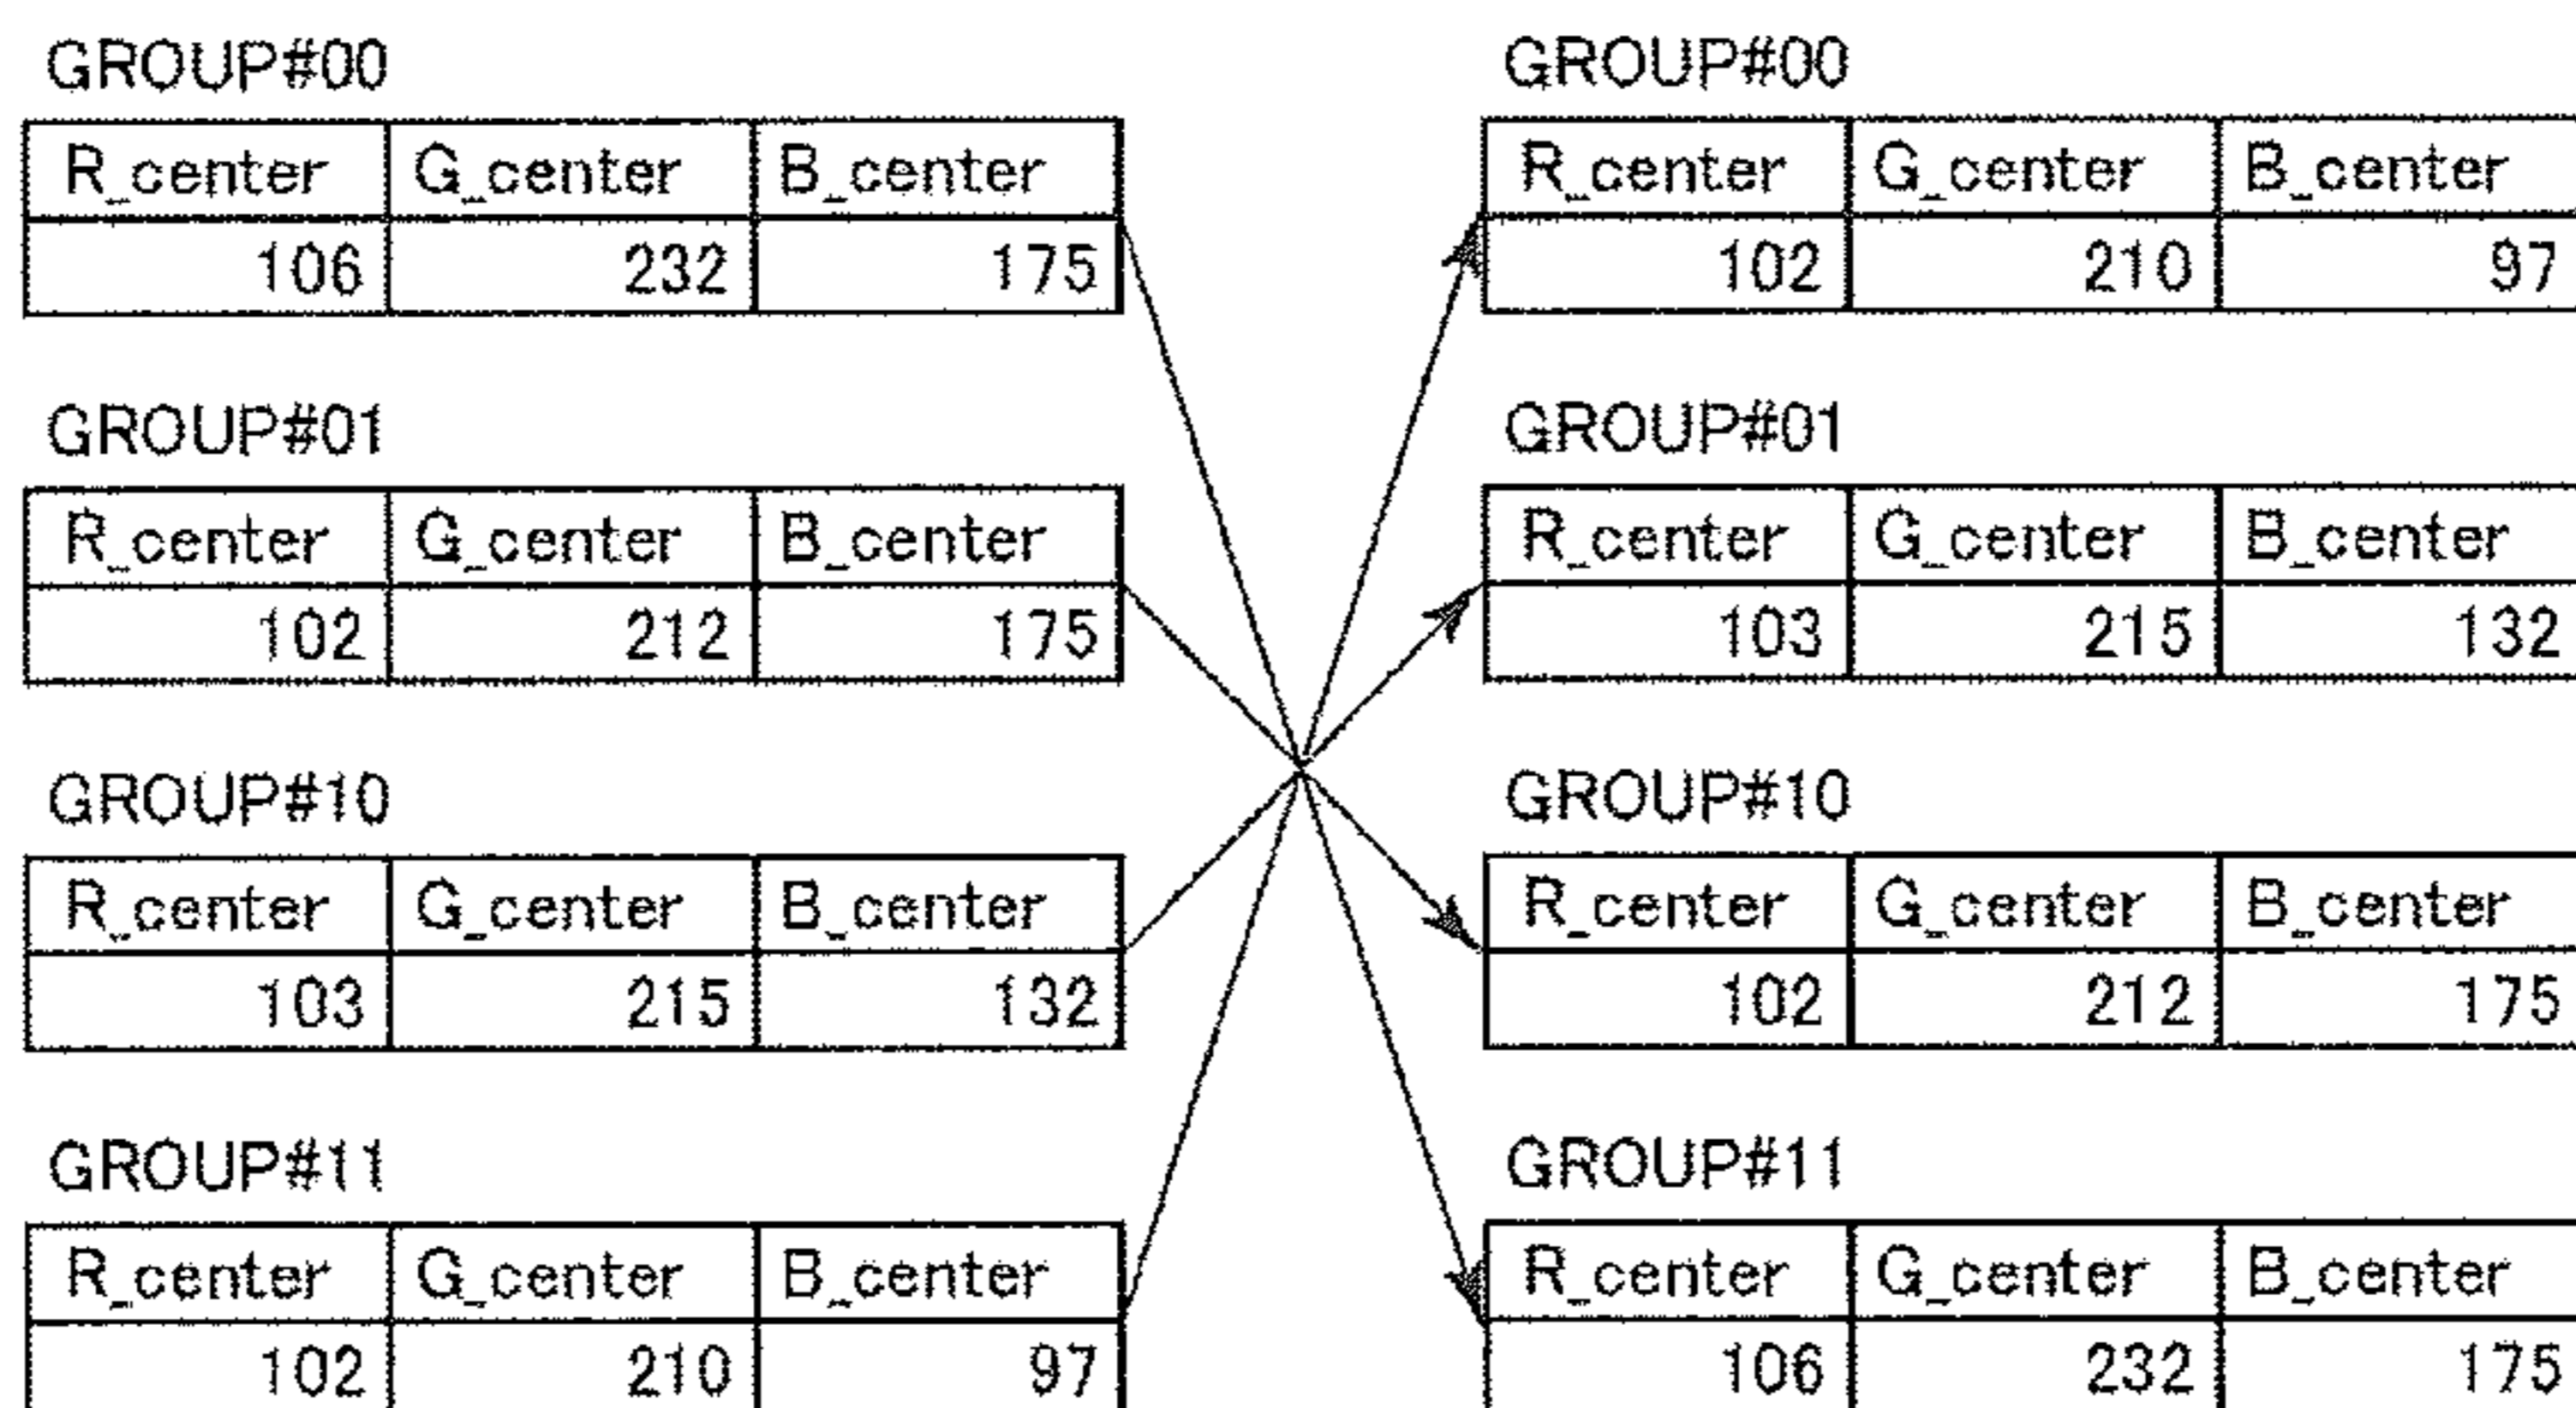 GROUP#00 GROUP#00
R_center G_center B_center R_center G_center B_center
106 232 175 102 210 97
GROUP#01 GROUP#01
R_center G_center B_center R_center G_center B_center
102 212 175 103 215 132
GROUP#10 GROUP#10
R_center G_center B_center R_center G_center B_center
103 215 132 102 212 175
GROUP#11 GROUP#11
R_center G_center B_center R_center G_center B_center
102 210 97 106 232 175